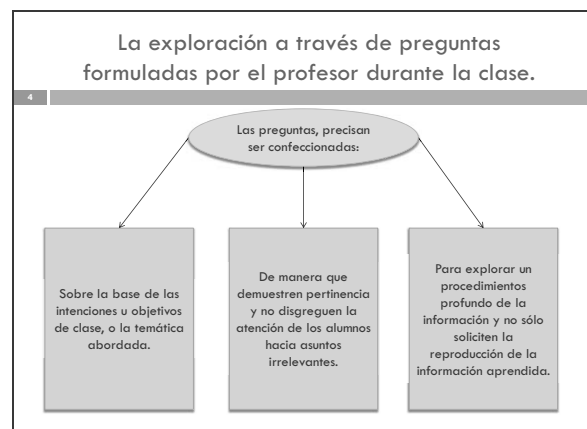 La exploración a través de preguntas
formuladas por el profesor durante la clase.
4
Las preguntas, precisan
ser confeccionadas:
Sobre la base de las
intenciones u objetivos
de clase, o la temática
abordada.
De manera que
demuestren pertinencia
y no disgreguen la
atención de los alumnos
hacia asuntos
irrelevantes.
Para explorar un
procedimientos
profundo de la
información y no sólo
soliciten la
reproducción de la
información aprendida.